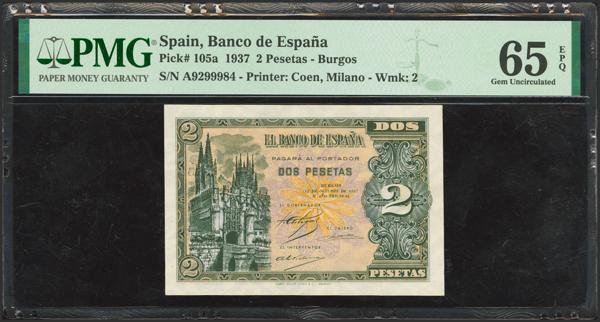 PMG
PAPER MONEY GUARANTY
Spain, Banco de España
Pick# 105a 1937 2 Pesetas - Burgos
S/N A9299984 - Printer: Coen, Milano - Wmk: 2
65 EPQ
Gem Uncirculated
2
DOS
EL BANCO DE ESPAÑA
PAGARÁ AL PORTADOR
DOS PESETAS
BURGOS
EL GOBERNADOR
EL CAJERO
2
EL INTERVENTOR
2
PESETAS